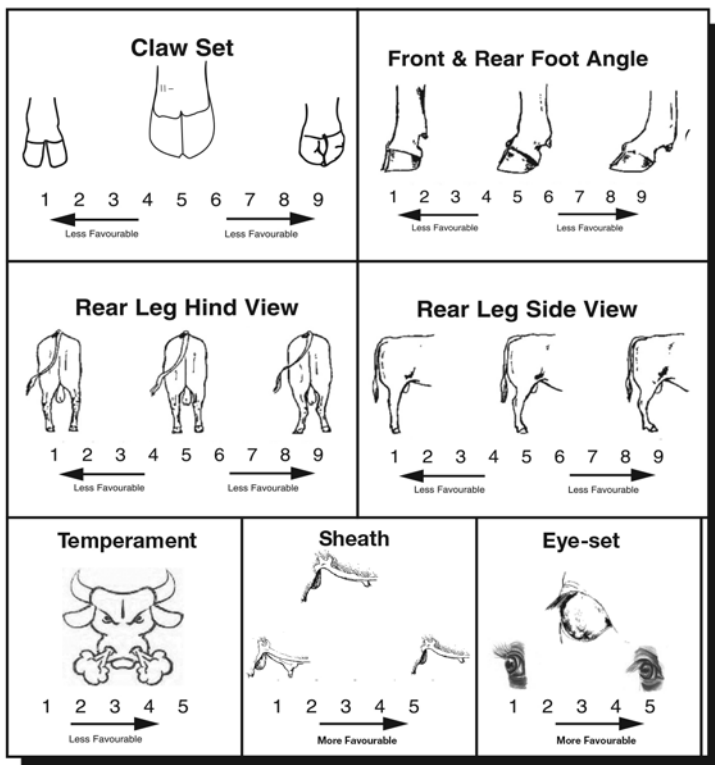 Claw Set
1 2 3 4 5 6 7 8 9
Less Favourable Less Favourable
Front & Rear Foot Angle
1 2 3 4 5 6 7 8 9
Less Favourable Less Favourable
Rear Leg Hind View
1 2 3 4 5 6 7 8 9
Less Favourable Less Favourable
Rear Leg Side View
1 2 3 4 5 6 7 8 9
Less Favourable Less Favourable
Temperament
1 2 3 4 5
Less Favourable
Sheath
1 2 3 4 5
More Favourable
Eye-set
1 2 3 4 5
More Favourable